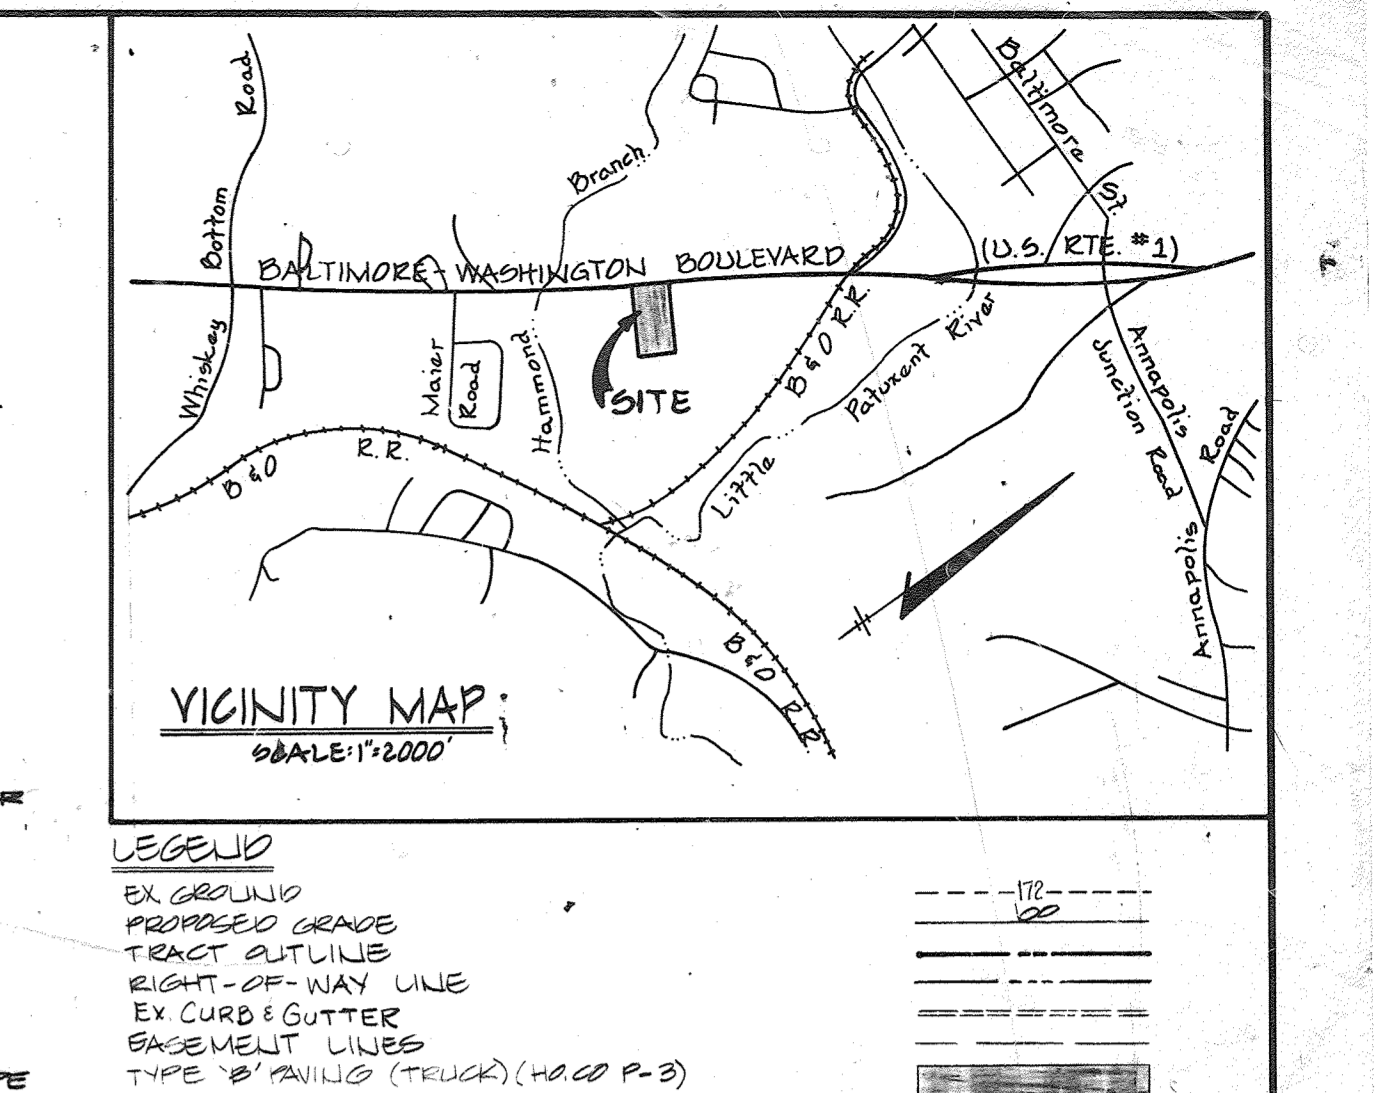 Road
Bottom
Whiskey
Branch
Baltimore
St.
BALTIMORE-WASHINGTON BOULEVARD
(U.S. RTE. #1)
Maier
Road
Hammond
SITE
B & O R.R.
Little Patuxent River
Annapolis
Junction Road
Road
Annapolis
B & O R.R.
B & O R.R.
VICINITY MAP
SCALE: 1"=2000'
LEGEND
EX GROUND
172
PROPOSED GRADE
TRACT OUTLINE
RIGHT-OF-WAY LINE
EX. CURB & GUTTER
EASEMENT LINES
TYPE 'B' PAVING (TRUCK) (HO.CO P-3)